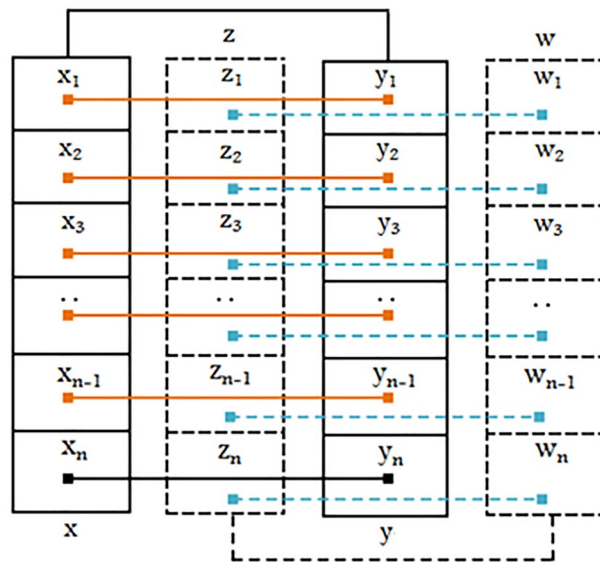 z w
x₁ z₁ y₁ w₁
x₂ z₂ y₂ w₂
x₃ z₃ y₃ w₃
.. .. .. ..
xₙ₋₁ zₙ₋₁ yₙ₋₁ wₙ₋₁
xₙ zₙ yₙ wₙ
x y